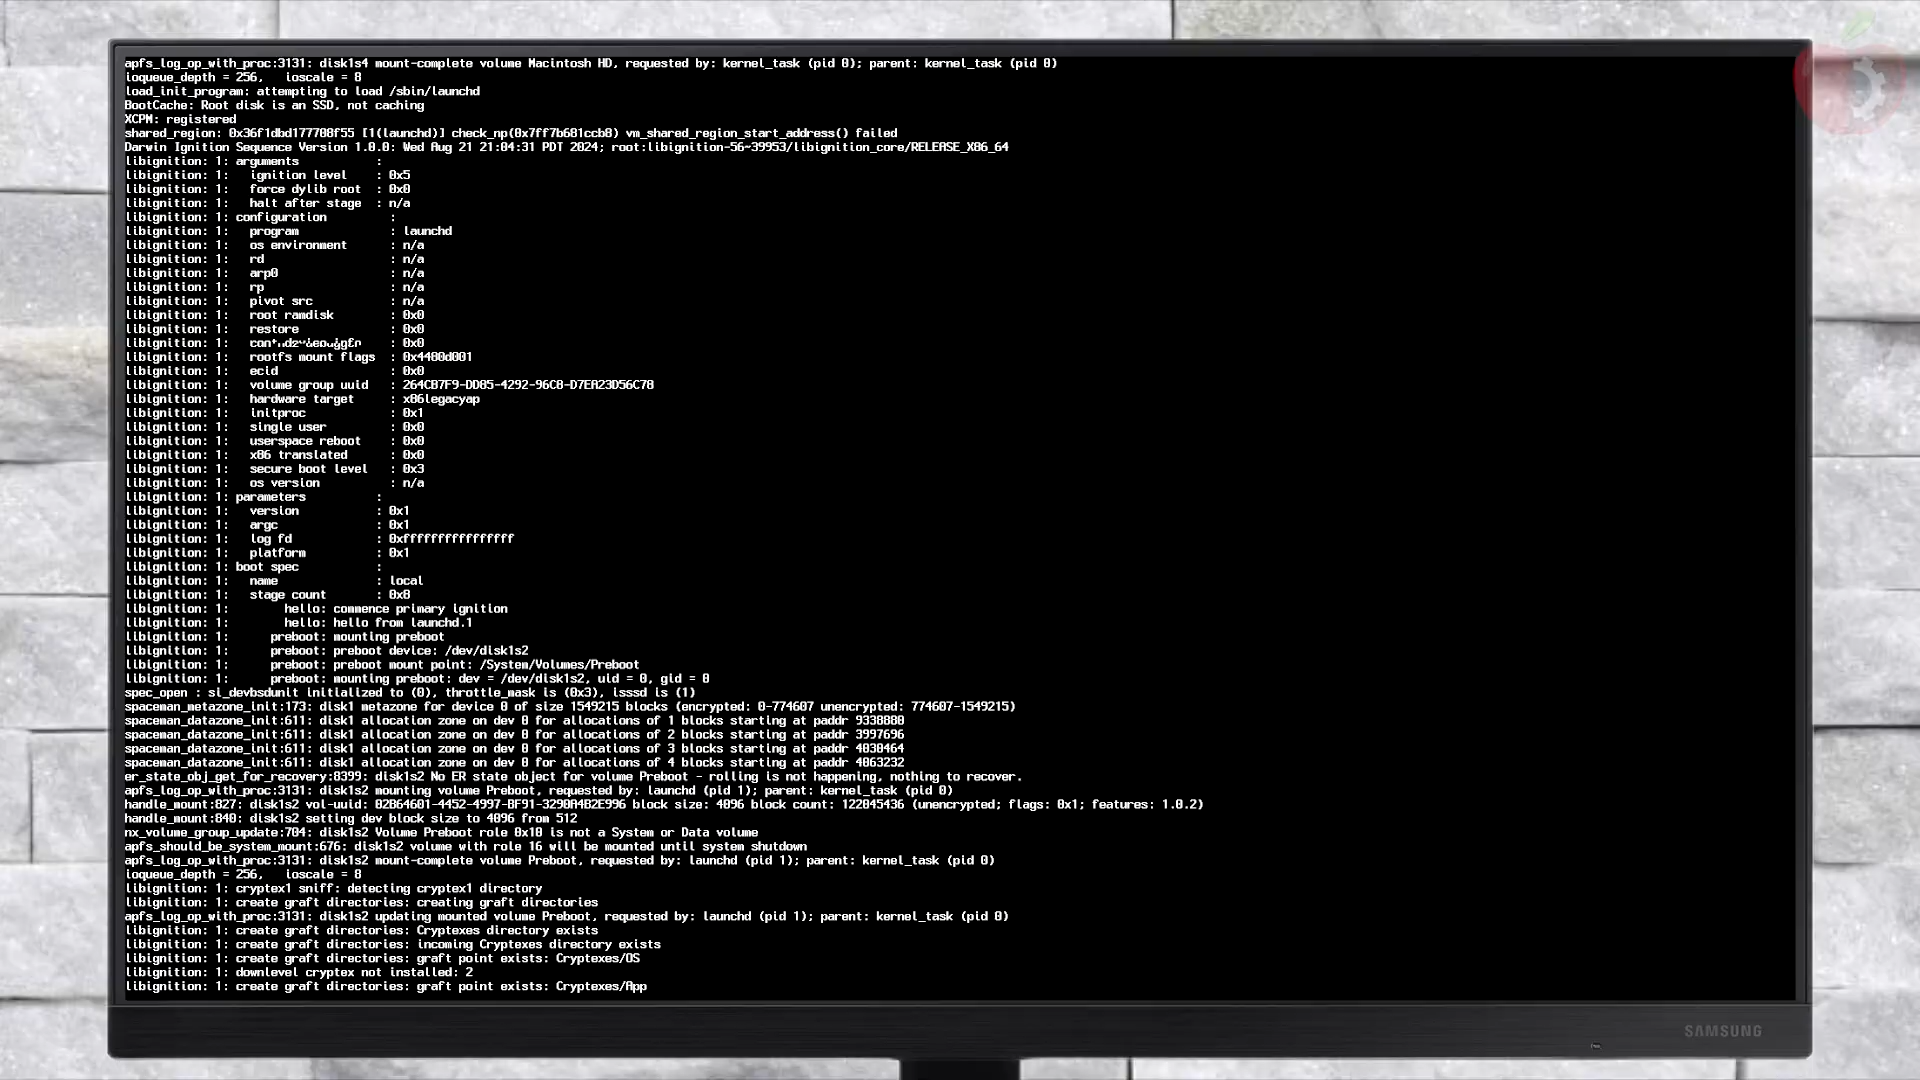 apfs_log_op_with_proc:3131: disk1s4 mount-complete volume Macintosh HD, requested by: kernel_task (pid 0); parent: kernel_task (pid 0)
ioqueue_depth = 256,   ioscale = 8
load_init_program: attempting to load /sbin/launchd
BootCache: Root disk is an SSD, not caching
XCPM: registered
shared_region: 0x36f1dbd177708f55 [1(launchd)] check_np(0x7ff7b681ccb8) vm_shared_region_start_address() failed
Darwin Ignition Sequence Version 1.0.0: Wed Aug 21 21:04:31 PDT 2024; root:libignition-56~39953/libignition_core/RELEASE_X86_64
libignition: 1: arguments :
libignition: 1: ignition level : 0x5
libignition: 1: force dylib root : 0x0
libignition: 1: halt after stage : n/a
libignition: 1: configuration :
libignition: 1: program : launchd
libignition: 1: os environment : n/a
libignition: 1: rd : n/a
libignition: 1: arp0 : n/a
libignition: 1: rp : n/a
libignition: 1: pivot src : n/a
libignition: 1: root ramdisk : 0x0
libignition: 1: restore : 0x0
libignition: 1: : 0x0
libignition: 1: rootfs mount flags : 0x4480d001
libignition: 1: ecid : 0x0
libignition: 1: volume group uuid : 264CB7F9-DD85-4292-96C8-D7EA23D56C78
libignition: 1: hardware target : x86legacyap
libignition: 1: initproc : 0x1
libignition: 1: single user : 0x0
libignition: 1: userspace reboot : 0x0
libignition: 1: x86 translated : 0x0
libignition: 1: secure boot level : 0x3
libignition: 1: os version : n/a
libignition: 1: parameters :
libignition: 1: version : 0x1
libignition: 1: argc : 0x1
libignition: 1: log fd : 0xffffffffffffffff
libignition: 1: platform : 0x1
libignition: 1: boot spec :
libignition: 1: name : local
libignition: 1: stage count : 0x8
libignition: 1: hello: commence primary ignition
libignition: 1: hello: hello from launchd.1
libignition: 1: preboot: mounting preboot
libignition: 1: preboot: preboot device: /dev/disk1s2
libignition: 1: preboot: preboot mount point: /System/Volumes/Preboot
libignition: 1: preboot: mounting preboot: dev = /dev/disk1s2, uid = 0, gid = 0
spec_open : si_devbsdunit initialized to (0), throttle_mask is (0x3), isssd is (1)
spaceman_metazone_init:173: disk1 metazone for device 0 of size 1549215 blocks (encrypted: 0-774607 unencrypted: 774607-1549215)
spaceman_datazone_init:611: disk1 allocation zone on dev 0 for allocations of 1 blocks starting at paddr 9338880
spaceman_datazone_init:611: disk1 allocation zone on dev 0 for allocations of 2 blocks starting at paddr 3997696
spaceman_datazone_init:611: disk1 allocation zone on dev 0 for allocations of 3 blocks starting at paddr 4030464
spaceman_datazone_init:611: disk1 allocation zone on dev 0 for allocations of 4 blocks starting at paddr 4063232
er_state_obj_get_for_recovery:8399: disk1s2 No ER state object for volume Preboot - rolling is not happening, nothing to recover.
apfs_log_op_with_proc:3131: disk1s2 mounting volume Preboot, requested by: launchd (pid 1); parent: kernel_task (pid 0)
handle_mount:827: disk1s2 vol-uuid: 02B64601-4452-4997-BF91-3290A4B2E996 block size: 4096 block count: 122045436 (unencrypted; flags: 0x1; features: 1.0.2)
handle_mount:840: disk1s2 setting dev block size to 4096 from 512
nx_volume_group_update:704: disk1s2 Volume Preboot role 0x10 is not a System or Data volume
apfs_should_be_system_mount:676: disk1s2 volume with role 16 will be mounted until system shutdown
apfs_log_op_with_proc:3131: disk1s2 mount-complete volume Preboot, requested by: launchd (pid 1); parent: kernel_task (pid 0)
ioqueue_depth = 256,   ioscale = 8
libignition: 1: cryptex1 sniff: detecting cryptex1 directory
libignition: 1: create graft directories: creating graft directories
apfs_log_op_with_proc:3131: disk1s2 updating mounted volume Preboot, requested by: launchd (pid 1); parent: kernel_task (pid 0)
libignition: 1: create graft directories: Cryptexes directory exists
libignition: 1: create graft directories: incoming Cryptexes directory exists
libignition: 1: create graft directories: graft point exists: Cryptexes/OS
libignition: 1: downlevel cryptex not installed: 2
libignition: 1: create graft directories: graft point exists: Cryptexes/App
SAMSUNG